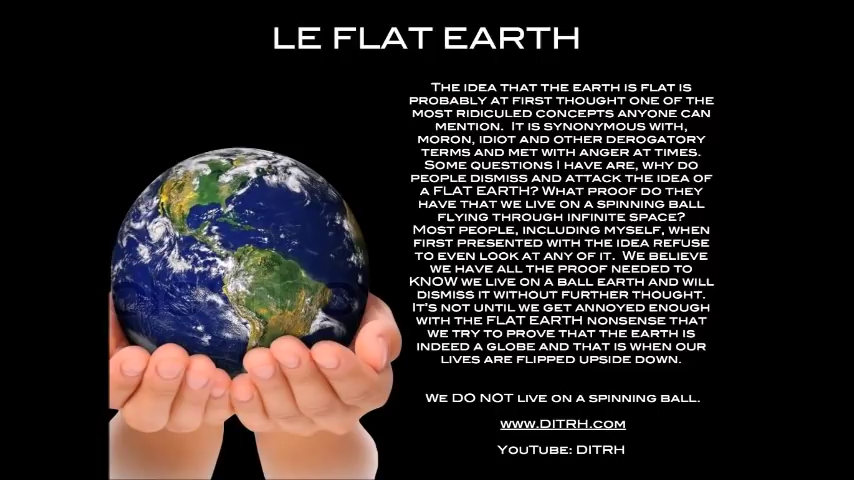 LE FLAT EARTH
THE IDEA THAT THE EARTH IS FLAT IS
PROBABLY AT FIRST THOUGHT ONE OF THE
MOST RIDICULED CONCEPTS ANYONE CAN
MENTION. IT IS SYNONYMOUS WITH,
MORON, IDIOT AND OTHER DEROGATORY
TERMS AND MET WITH ANGER AT TIMES.
SOME QUESTIONS I HAVE ARE, WHY DO
PEOPLE DISMISS AND ATTACK THE IDEA OF
A FLAT EARTH? WHAT PROOF DO THEY
HAVE THAT WE LIVE ON A SPINNING BALL
FLYING THROUGH INFINITE SPACE?
MOST PEOPLE, INCLUDING MYSELF, WHEN
FIRST PRESENTED WITH THE IDEA REFUSE
TO EVEN LOOK AT ANY OF IT. WE BELIEVE
WE HAVE ALL THE PROOF NEEDED TO
KNOW WE LIVE ON A BALL EARTH AND WILL
DISMISS IT WITHOUT FURTHER THOUGHT.
IT'S NOT UNTIL WE GET ANNOYED ENOUGH
WITH THE FLAT EARTH NONSENSE THAT
WE TRY TO PROVE THAT THE EARTH IS
INDEED A GLOBE AND THAT IS WHEN OUR
LIVES ARE FLIPPED UPSIDE DOWN.
WE DO NOT LIVE ON A SPINNING BALL.
WWW.DITRH.COM
YOUTUBE: DITRH